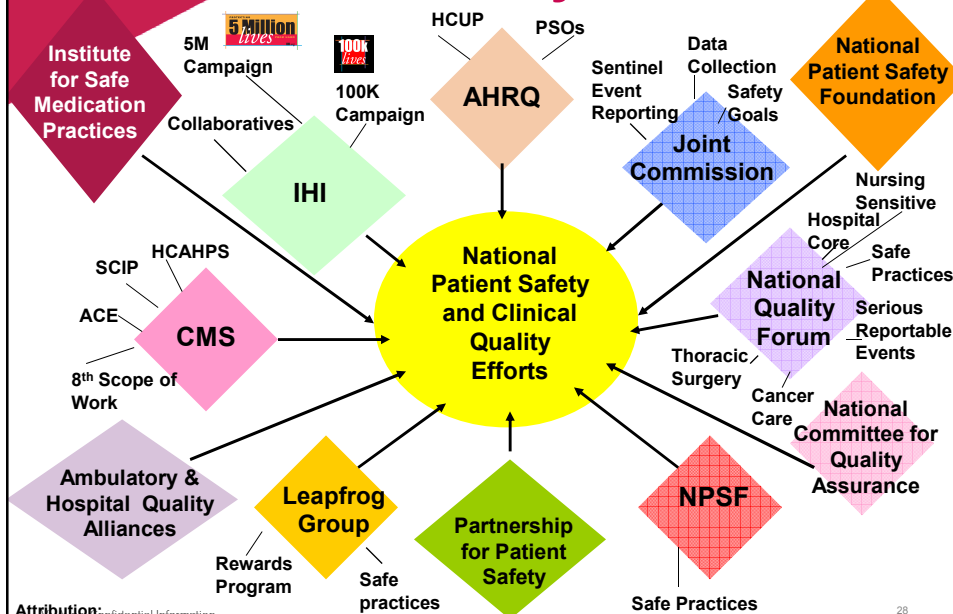 5 Million
lives
100k
lives
HCUP
PSOs
5M
Campaign
100K
Campaign
Collaboratives
Institute
for Safe
Medication
Practices
IHI
AHRQ
Sentinel
Event
Reporting
Data
Collection
Safety
Goals
Joint
Commission
National
Patient Safety
Foundation
Nursing
Sensitive
Hospital
Core
Safe
Practices
National
Quality
Forum
Serious
Reportable
Events
Thoracic
Surgery
Cancer
Care
SCIP
HCAHPS
ACE
CMS
8th Scope of
Work
National
Patient Safety
and Clinical
Quality
Efforts
National
Committee for
Quality
Assurance
Ambulatory &
Hospital Quality
Alliances
Leapfrog
Group
Rewards
Program
Safe
practices
Partnership
for Patient
Safety
NPSF
Safe Practices
Attribution:
Information
28